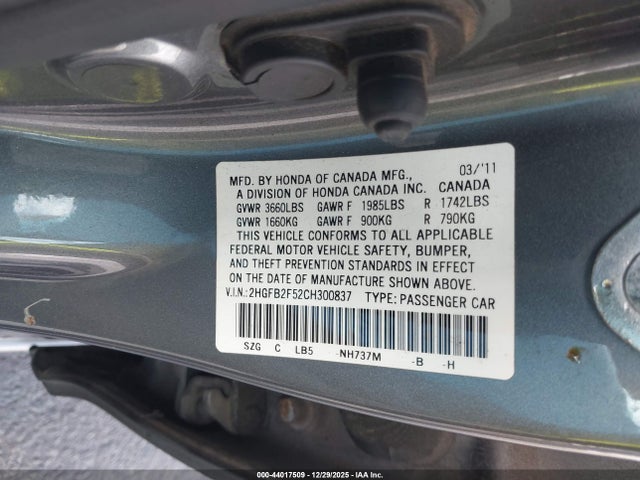 MFD. BY HONDA OF CANADA MFG., 03/'11
A DIVISION OF HONDA CANADA INC. CANADA
GVWR 3660LBS GAWR F 1985LBS R 1742LBS
GVWR 1660KG GAWR F 900KG R 790KG
THIS VEHICLE CONFORMS TO ALL APPLICABLE
FEDERAL MOTOR VEHICLE SAFETY, BUMPER,
AND THEFT PREVENTION STANDARDS IN EFFECT
ON THE DATE OF MANUFACTURE SHOWN ABOVE.
V.I.N.: 2HGFB2F52CH300837 TYPE: PASSENGER CAR
SZG C LB5 -NH737M -B -H
© - 000-44017509 - 12/29/2025 - IAA Inc.